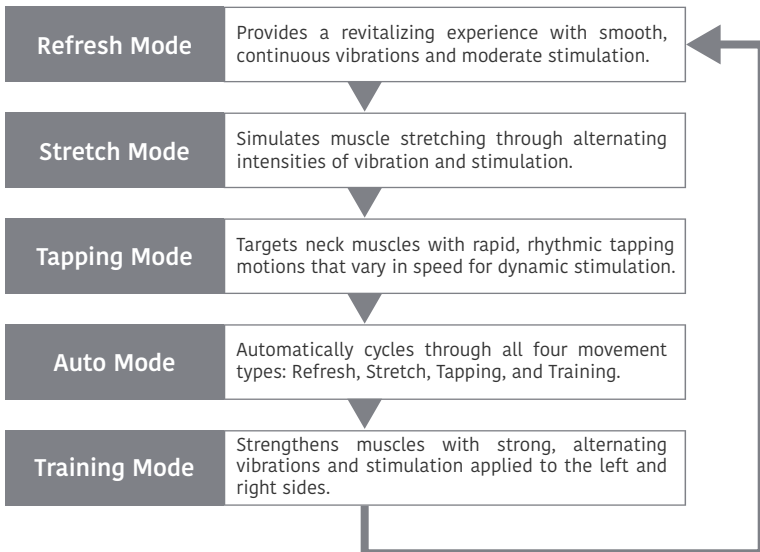 Refresh Mode
Provides a revitalizing experience with smooth,
continuous vibrations and moderate stimulation.
Stretch Mode
Simulates muscle stretching through alternating
intensities of vibration and stimulation.
Tapping Mode
Targets neck muscles with rapid, rhythmic tapping
motions that vary in speed for dynamic stimulation.
Auto Mode
Automatically cycles through all four movement
types: Refresh, Stretch, Tapping, and Training.
Training Mode
Strengthens muscles with strong, alternating
vibrations and stimulation applied to the left and
right sides.